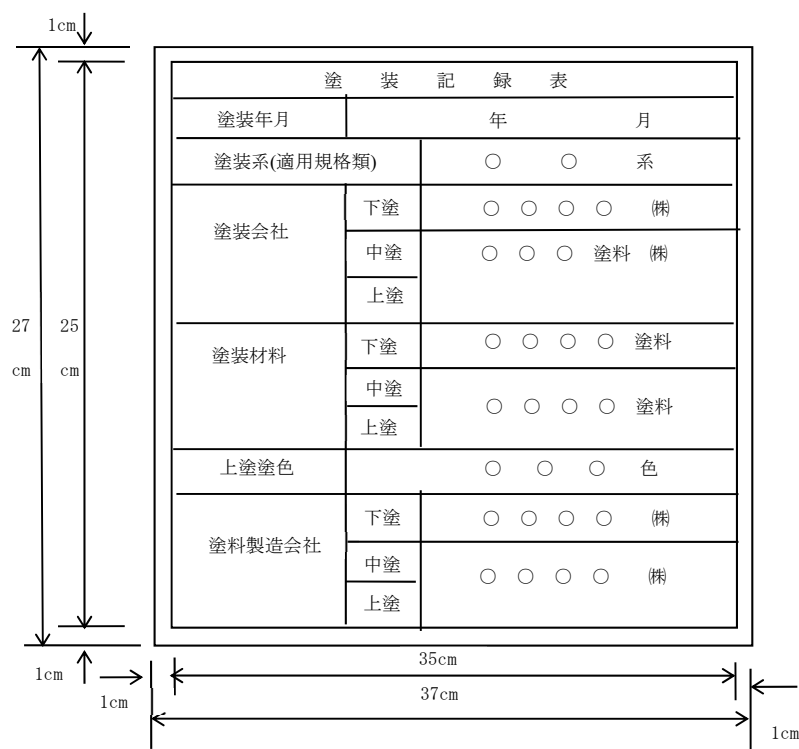 1cm
塗 装 記 録 表
塗装年月 年 月
塗装系(適用規格類) ○ ○ 系
塗装会社 下塗 ○ ○ ○ ○ ㈱
中塗 ○ ○ ○ 塗料 ㈱
上塗
27 cm
25 cm
塗装材料 下塗 ○ ○ ○ ○ 塗料
中塗
上塗 ○ ○ ○ ○ 塗料
上塗塗色 ○ ○ ○ 色
塗料製造会社 下塗 ○ ○ ○ ○ ㈱
中塗
上塗 ○ ○ ○ ○ ㈱
35cm
1cm
1cm
37cm
1cm